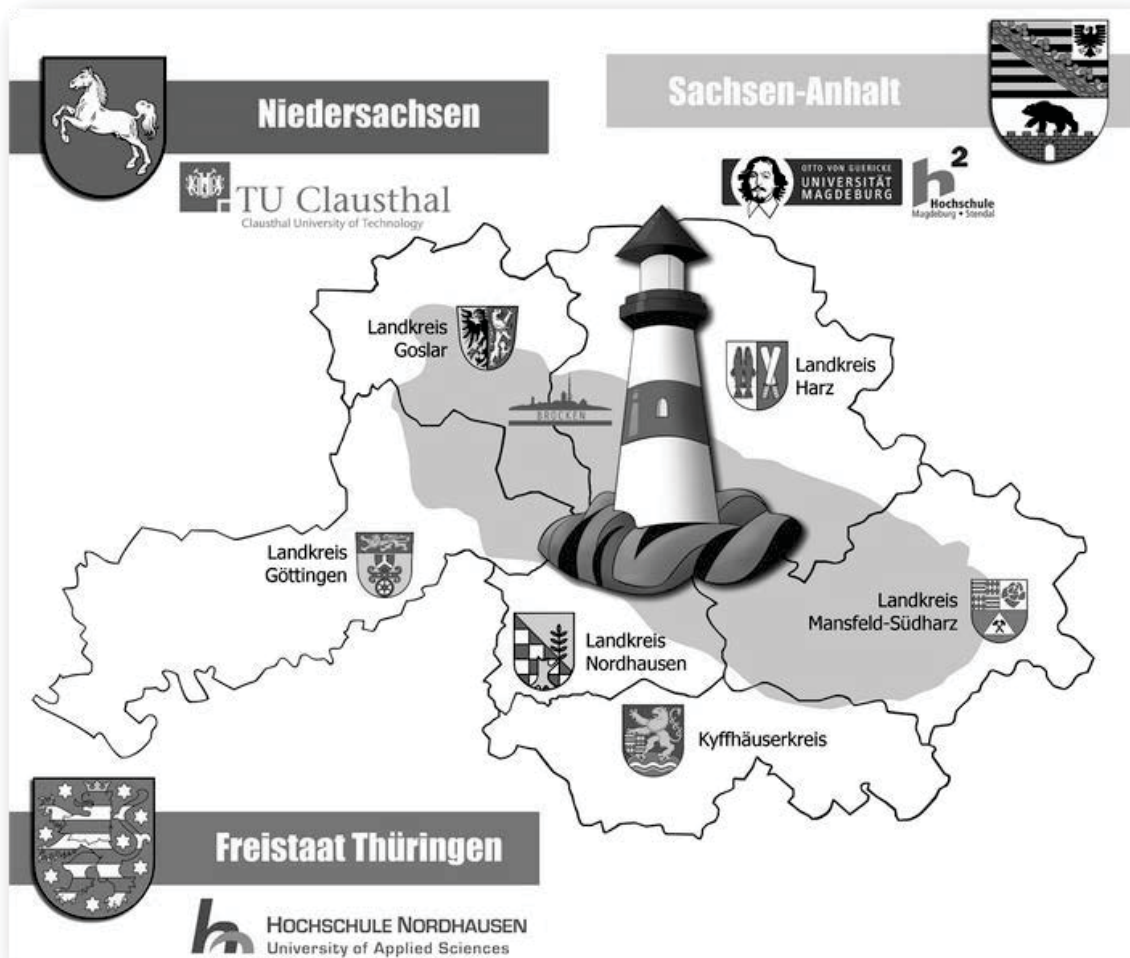 Niedersachsen
Sachsen-Anhalt
TU Clausthal
Clausthal University of Technology
OTTO VON GUERICKE
UNIVERSITÄT
MAGDEBURG
h²
Hochschule
Magdeburg • Stendal
Landkreis
Goslar
BROCKEN
i
Landkreis
Harz
Landkreis
Göttingen
Landkreis
Mansfeld-Südharz
Landkreis
Nordhausen
Kyffhäuserkreis
Freistaat Thüringen
HOCHSCHULE NORDHAUSEN
University of Applied Sciences